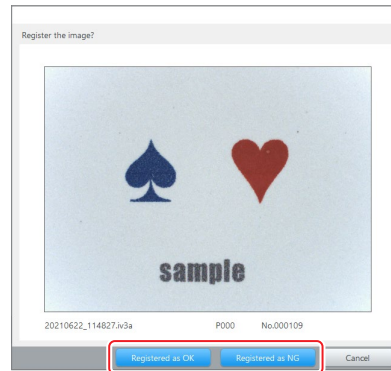 Register the image?
sample
20210622_114827.iv3a P000 No.000109
Registered as OK Registered as NG Cancel